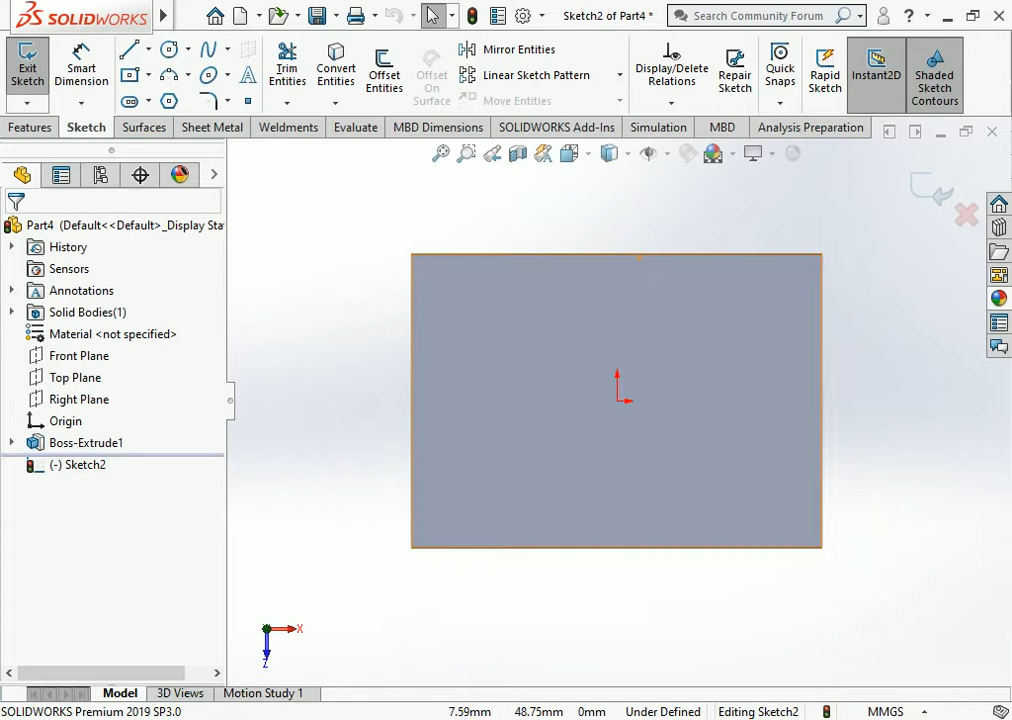 SOLIDWORKS
Sketch2 of Part4 *
Search Community Forum
?
Exit Sketch
Smart Dimension
Trim Entities
Convert Entities
Offset Entities
Offset On Surface
Mirror Entities
Linear Sketch Pattern
Move Entities
Display/Delete Relations
Repair Sketch
Quick Snaps
Rapid Sketch
Instant2D
Shaded Sketch Contours
Features
Sketch
Surfaces
Sheet Metal
Weldments
Evaluate
MBD Dimensions
SOLIDWORKS Add-Ins
Simulation
MBD
Analysis Preparation
Part4 (Default<<Default>_Display Sta
History
Sensors
Annotations
Solid Bodies(1)
Material <not specified>
Front Plane
Top Plane
Right Plane
Origin
Boss-Extrude1
(-) Sketch2
X
Z
Model
3D Views
Motion Study 1
SOLIDWORKS Premium 2019 SP3.0
7.59mm
48.75mm
0mm
Under Defined
Editing Sketch2
MMGS